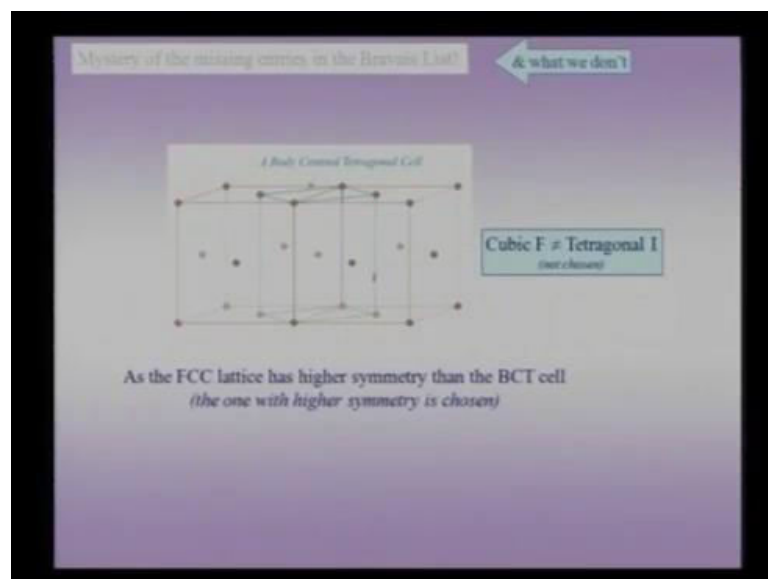 Mystery of the missing entries in the Bravais List!
& what we don't
A Body Centred Tetragonal Cell
Cubic F ≠ Tetragonal I
(not chosen)
As the FCC lattice has higher symmetry than the BCT cell
(the one with higher symmetry is chosen)